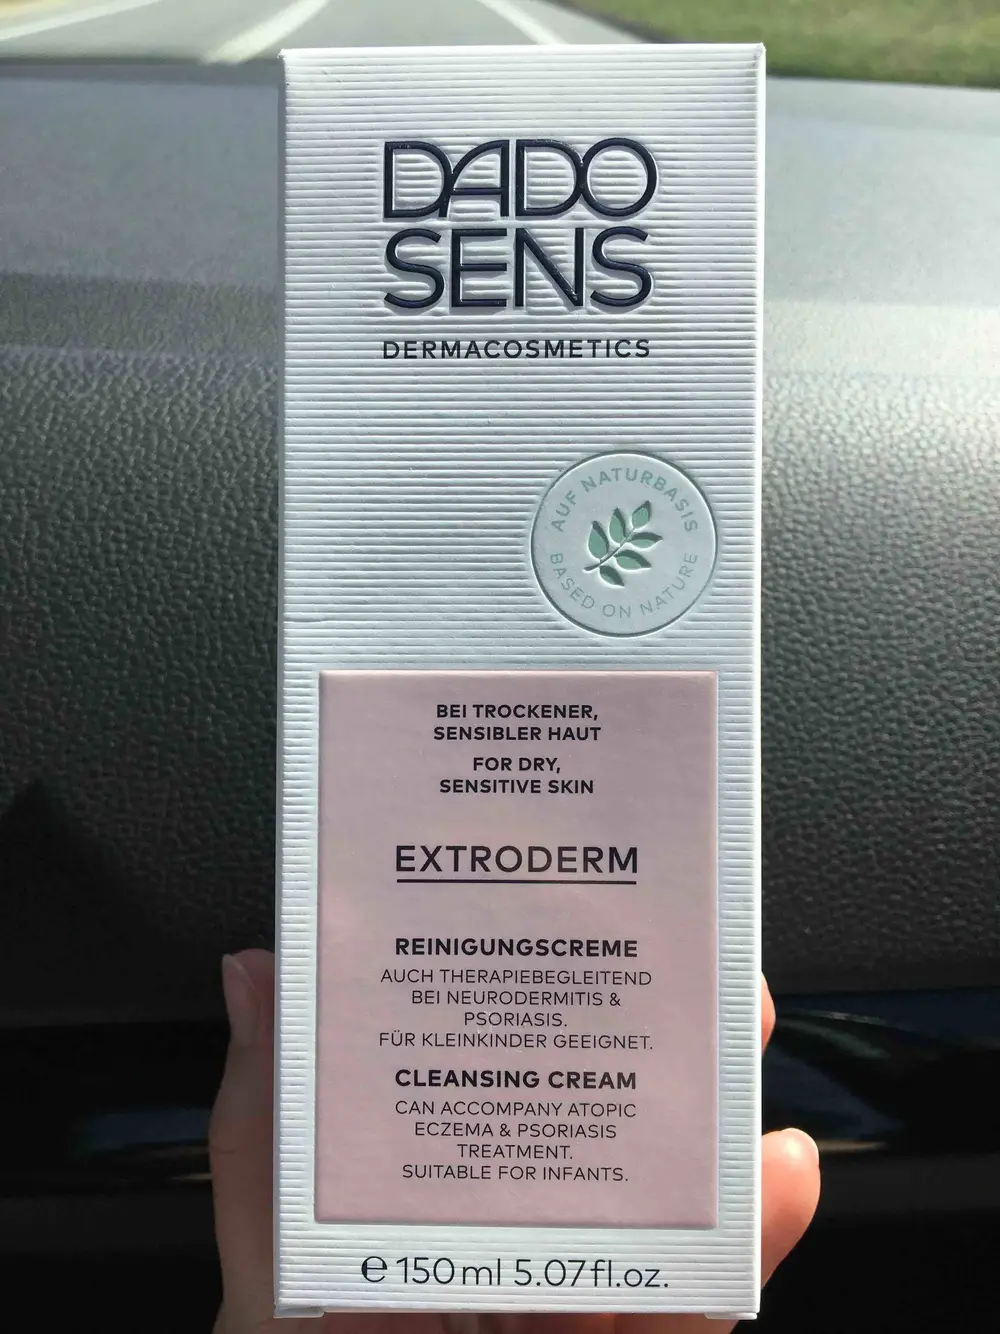 DADO
SENS
DERMACOSMETICS
AUF NATURBASIS
BASED ON NATURE
BEI TROCKENER,
SENSIBLER HAUT
FOR DRY,
SENSITIVE SKIN
EXTRODERM
REINIGUNGSCREME
AUCH THERAPIEBEGLEITEND
BEI NEURODERMITIS &
PSORIASIS.
FÜR KLEINKINDER GEEIGNET.
CLEANSING CREAM
CAN ACCOMPANY ATOPIC
ECZEMA & PSORIASIS
TREATMENT.
SUITABLE FOR INFANTS.
℮ 150 ml 5.07 fl.oz.